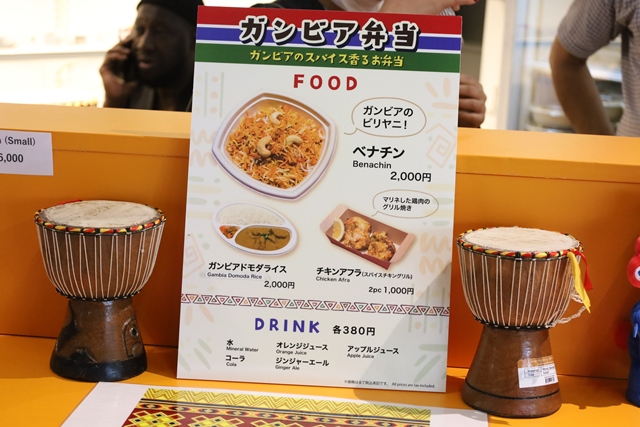 ガンビア弁当
ガンビアのスパイス香るお弁当
FOOD
ガンビアの
ビリヤニ！
ベナチン
Benachin
2,000円
マリネした鶏肉の
グリル焼き
ガンビアドモダライス
Gambia Domoda Rice
2,000円
チキンアフラ(スパイスチキングリル)
Chicken Afra
2pc 1,000円
DRINK 各380円
水
Mineral Water
オレンジジュース
Orange Juice
アップルジュース
Apple Juice
コーラ
Cola
ジンジャーエール
Ginger Ale
All prices are tax included.
(Small)
6,000